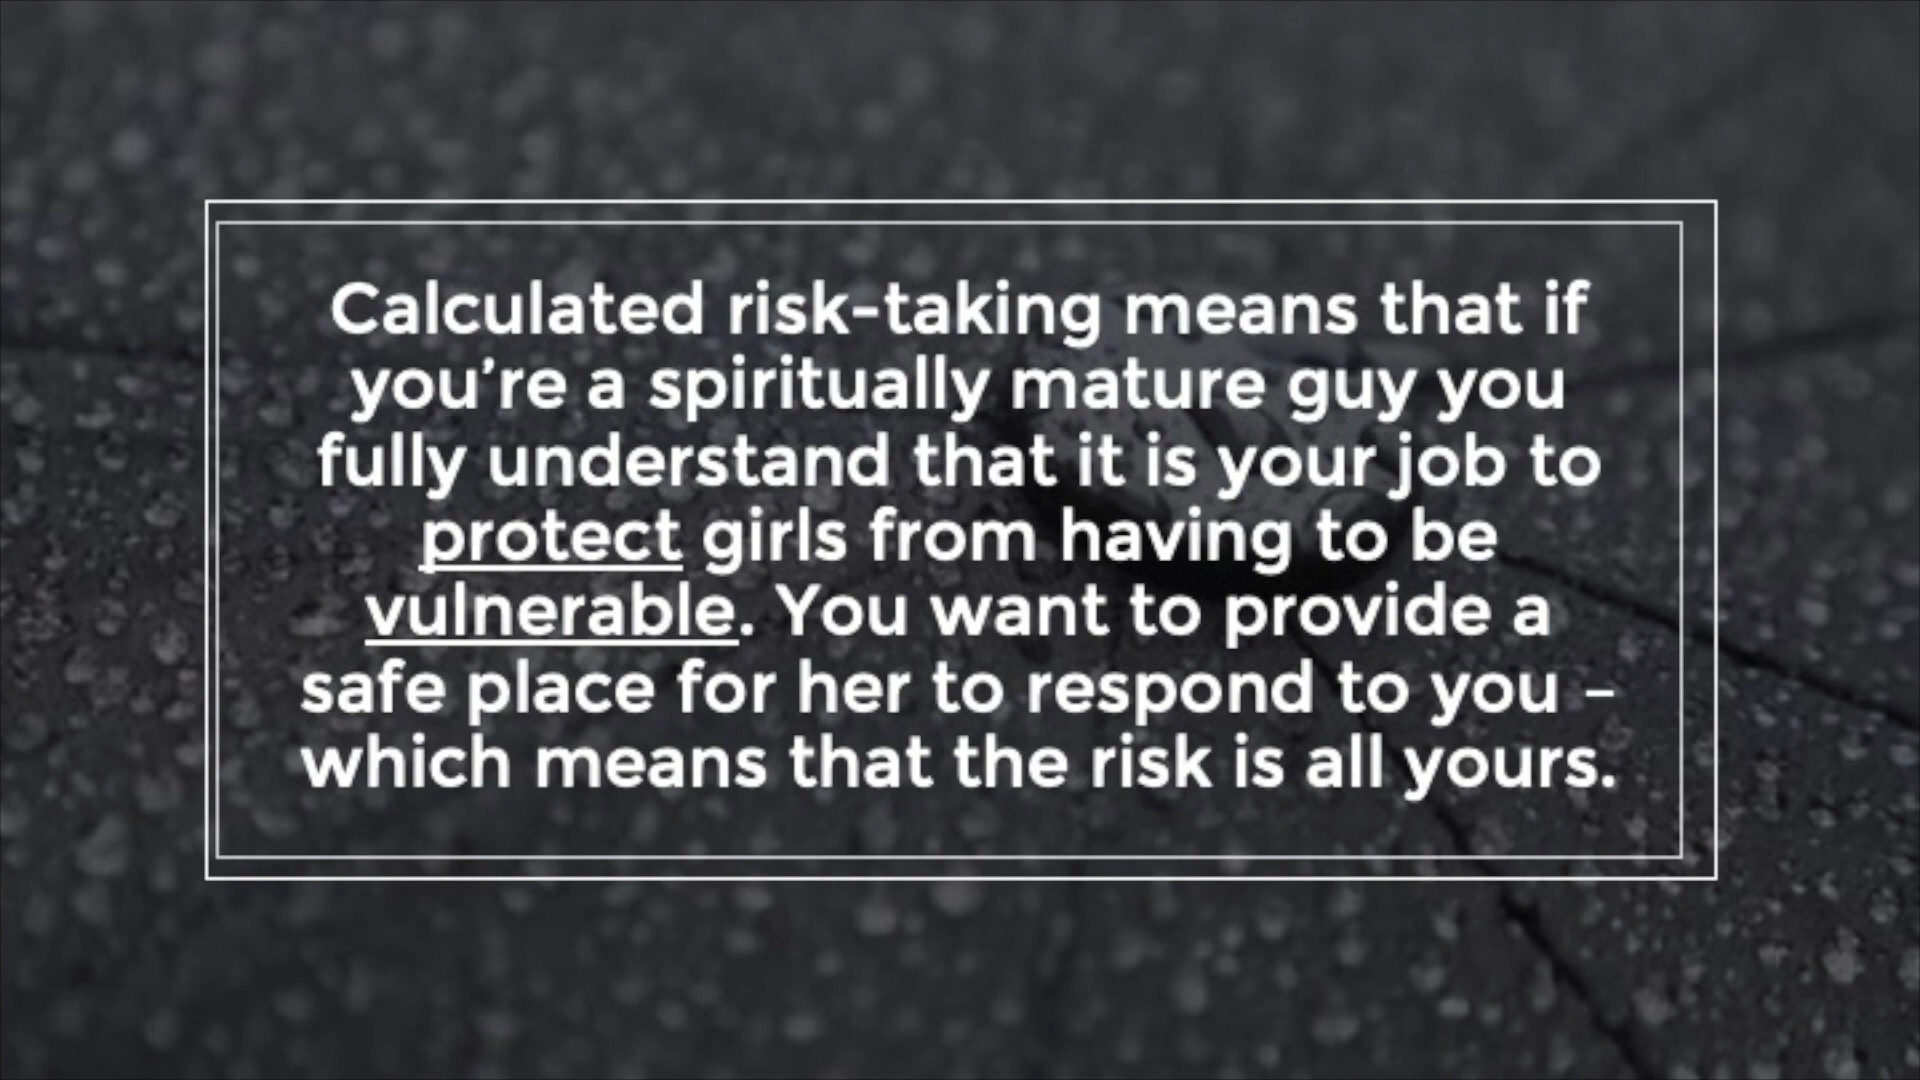 Calculated risk-taking means that if
you’re a spiritually mature guy you
fully understand that it is your job to
protect girls from having to be
vulnerable. You want to provide a
safe place for her to respond to you –
which means that the risk is all yours.